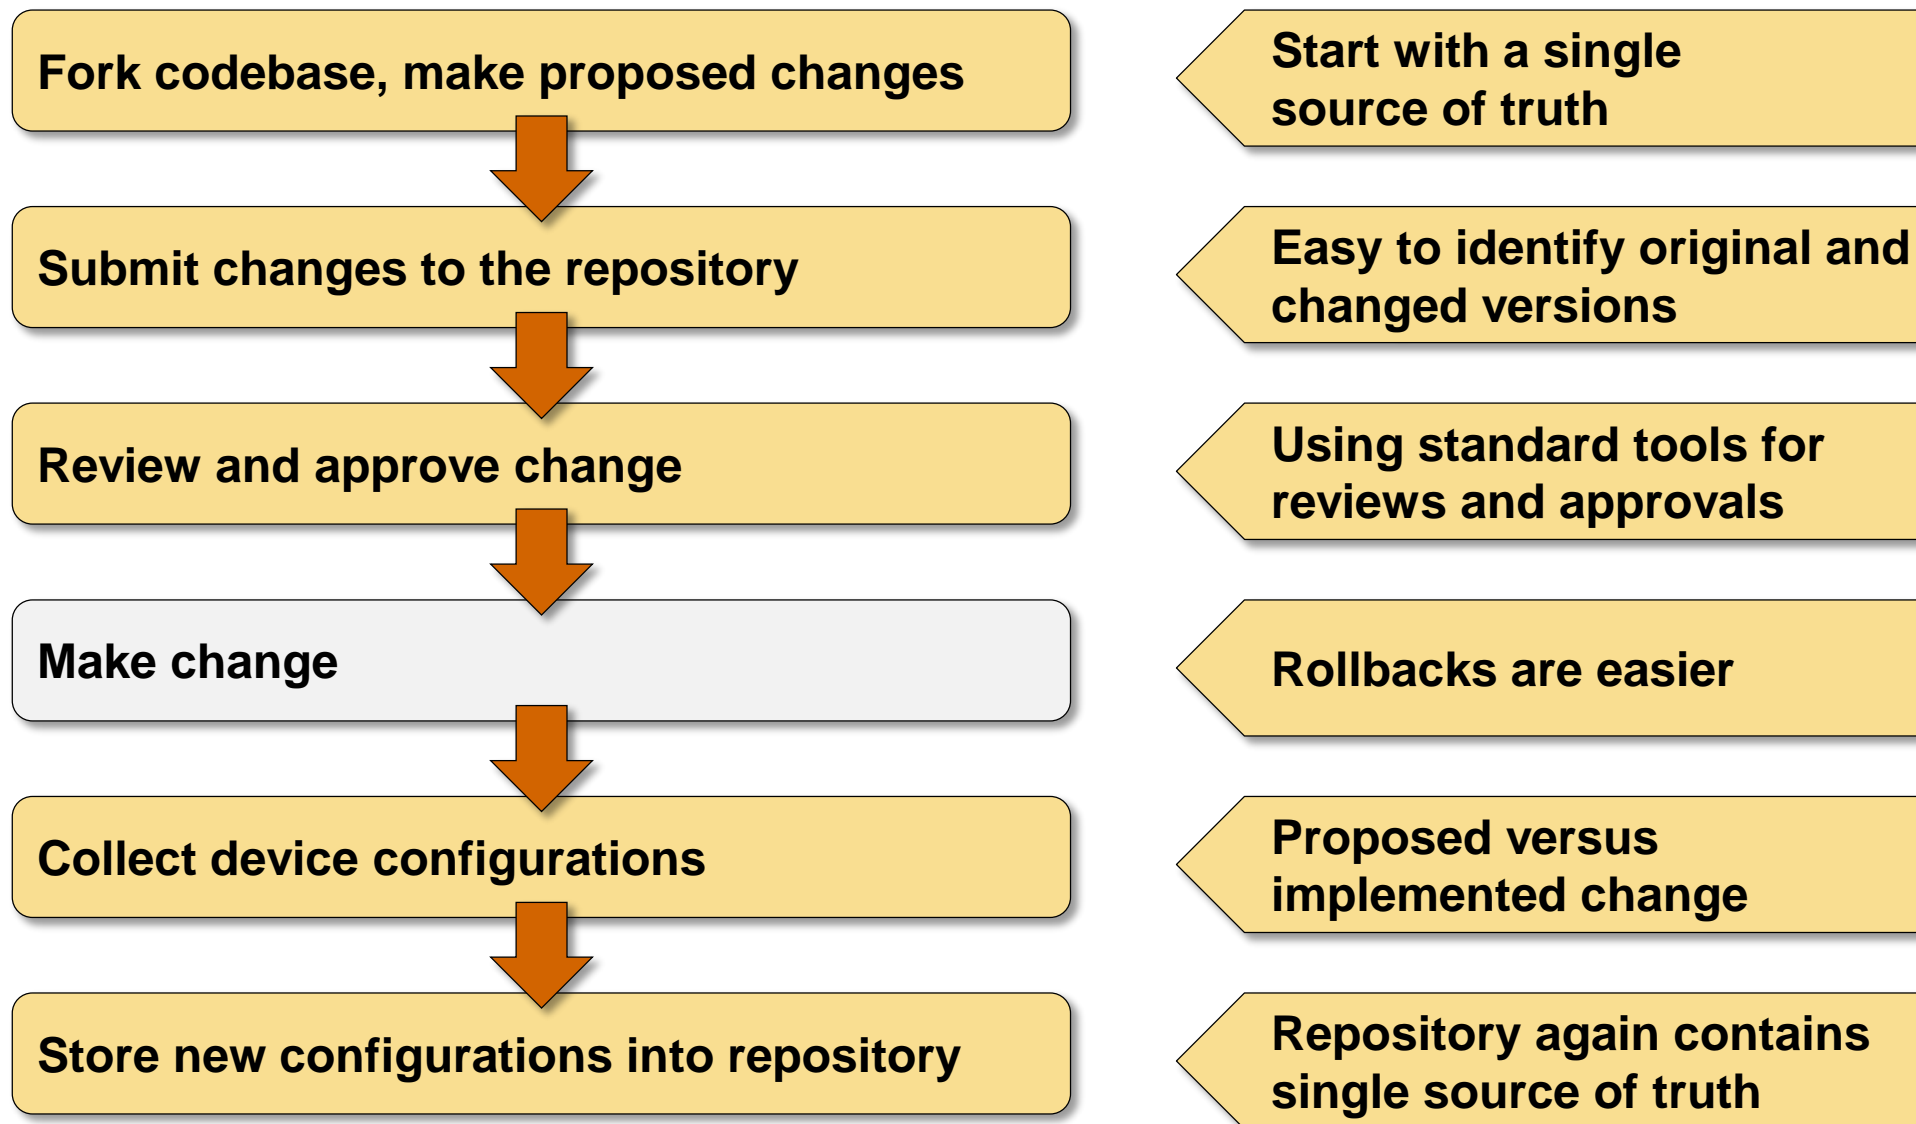 Fork codebase, make proposed changes
Start with a single
source of truth
Submit changes to the repository
Easy to identify original and
changed versions
Review and approve change
Using standard tools for
reviews and approvals
Make change
Rollbacks are easier
Collect device configurations
Proposed versus
implemented change
Store new configurations into repository
Repository again contains
single source of truth